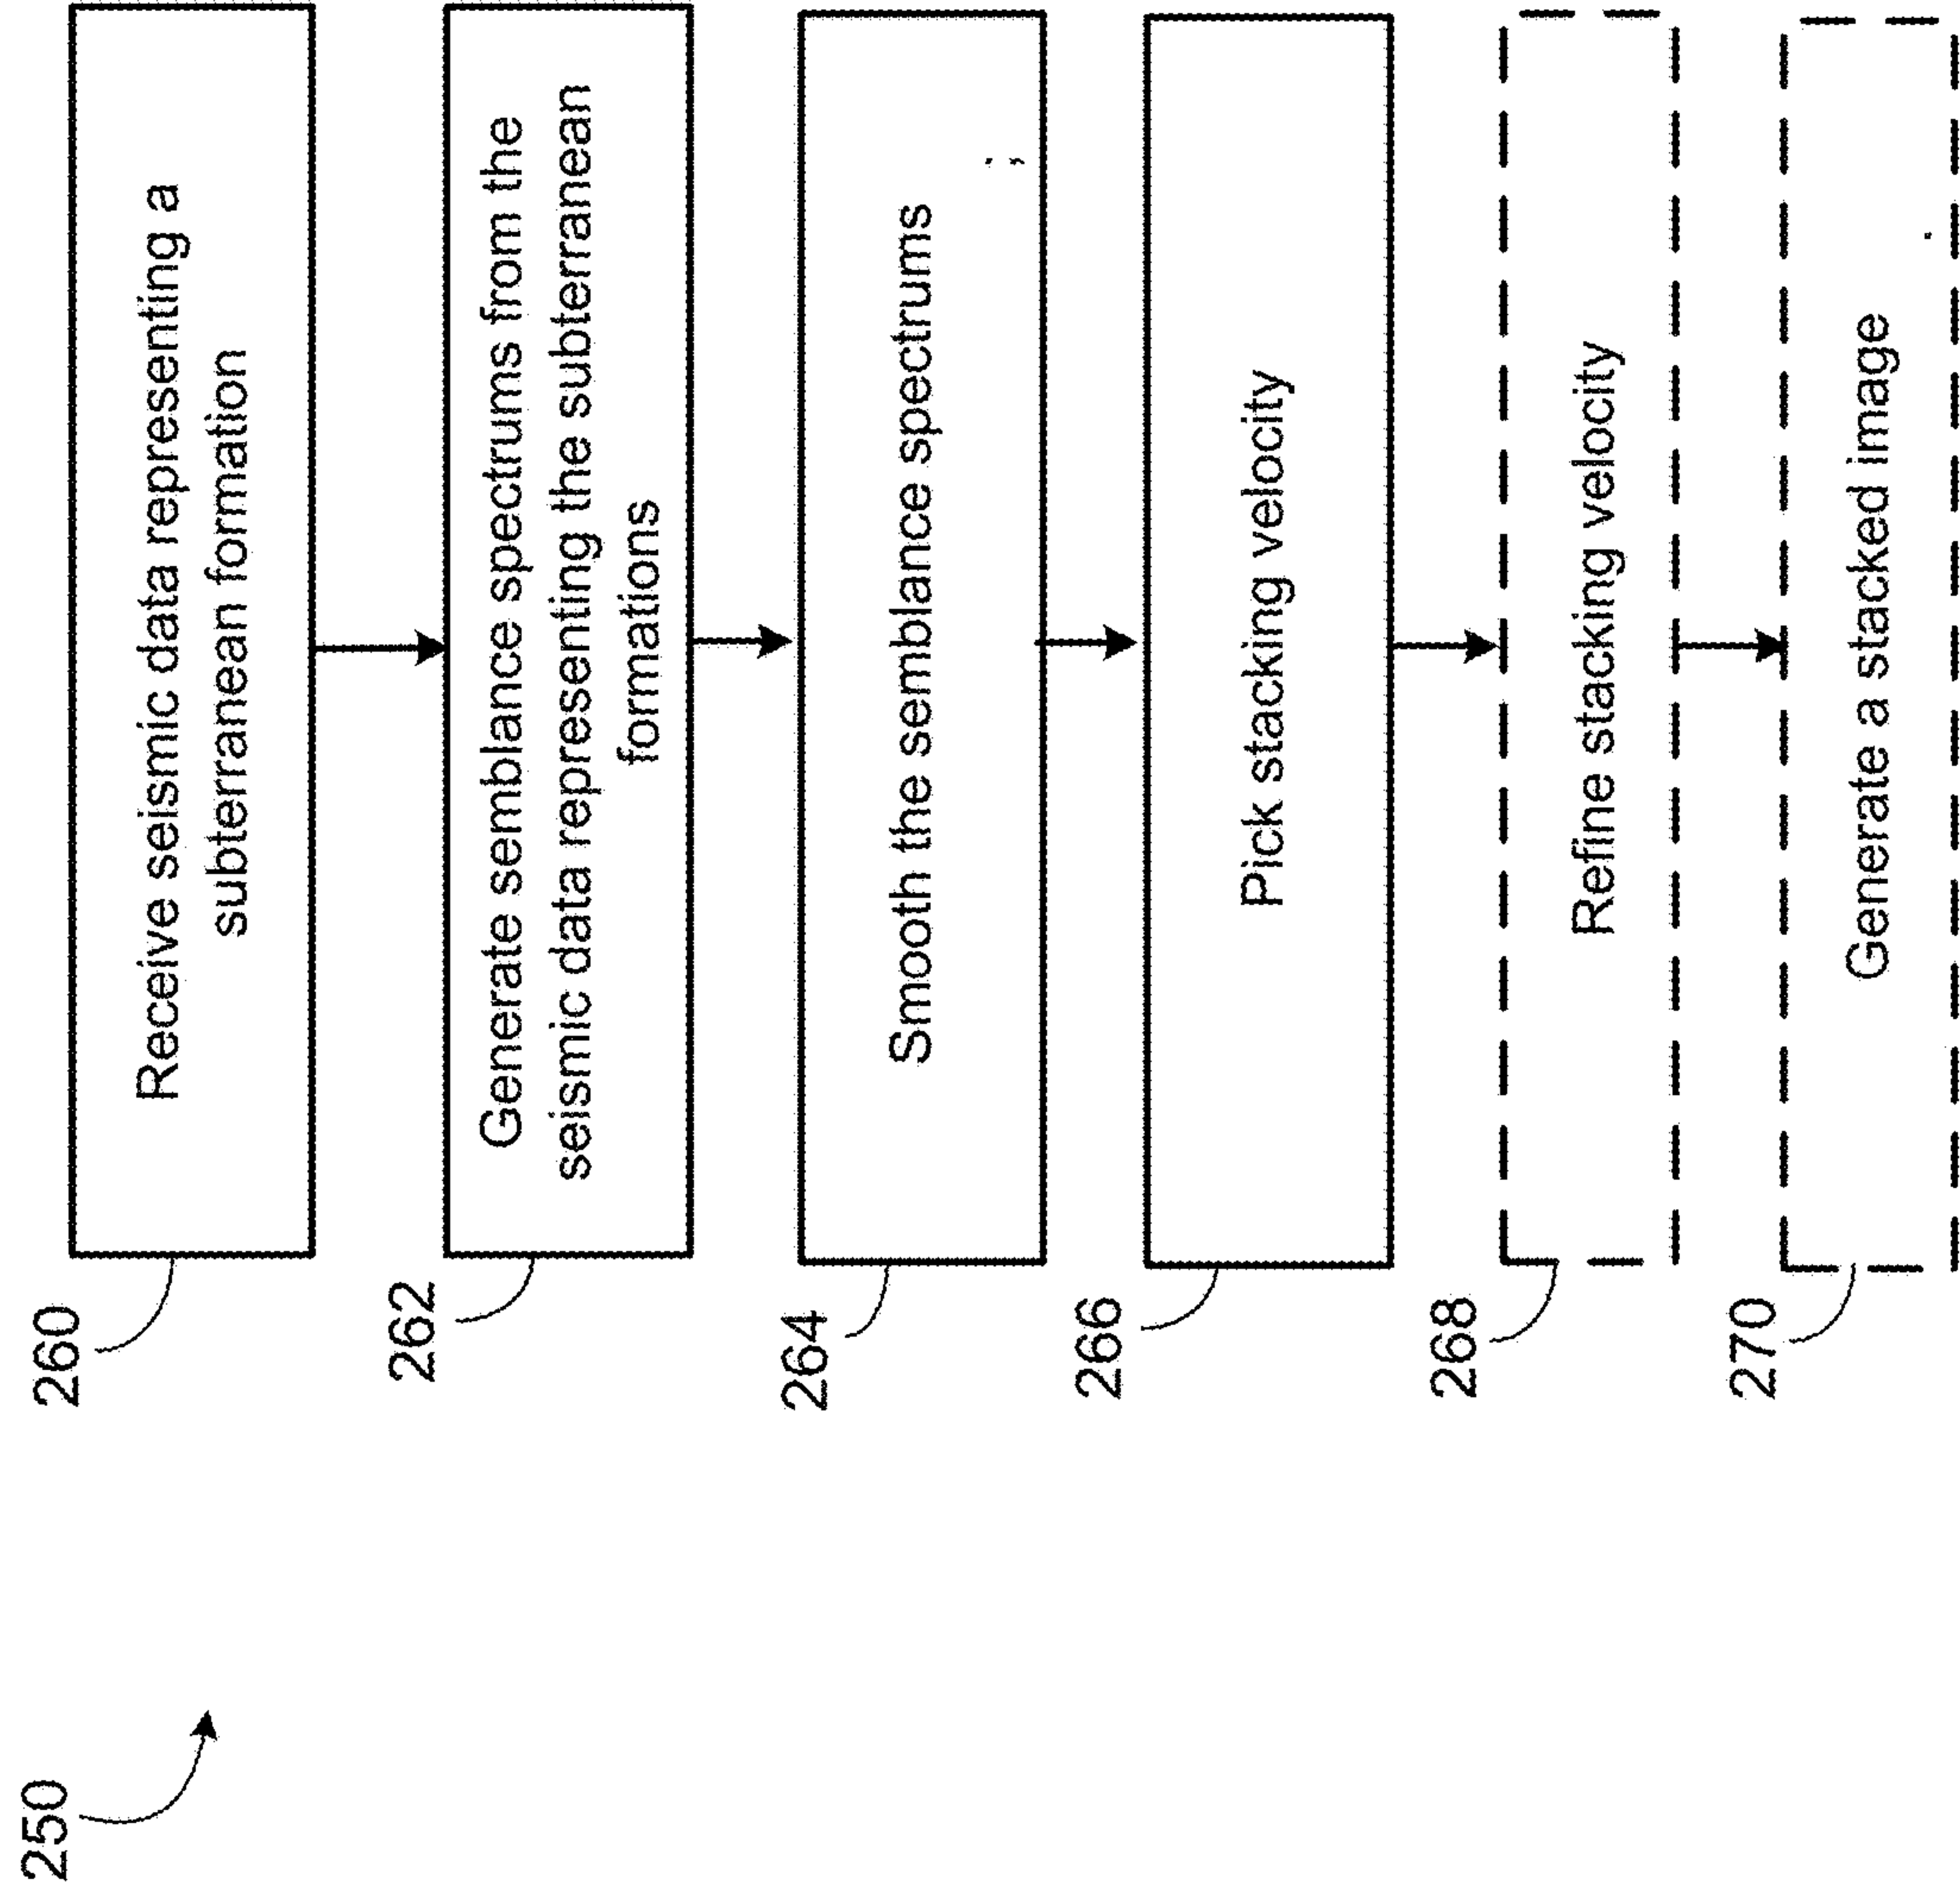 250
260
Receive seismic data representing a
subterranean formation
262
Generate semblance spectrums from the
seismic data representing the subterranean
formations
264
Smooth the semblance spectrums
266
Pick stacking velocity
268
Refine stacking velocity
270
Generate a stacked image